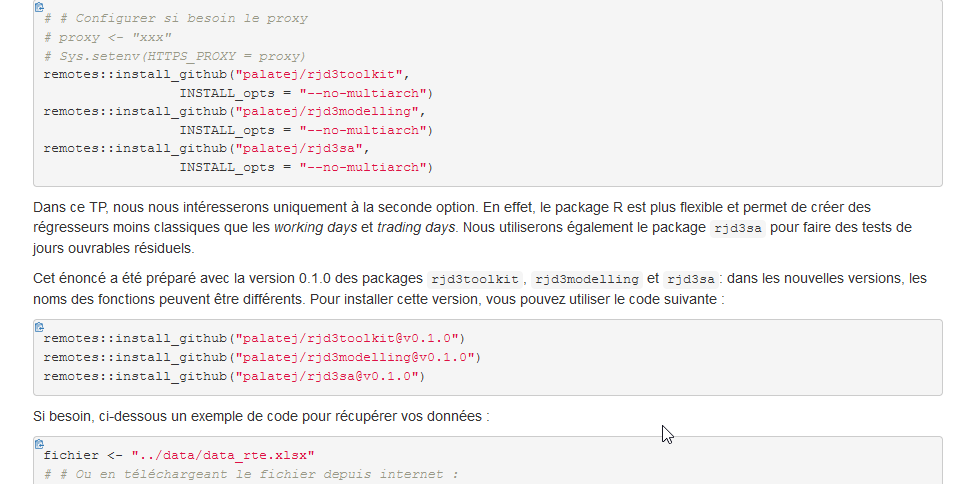 # # Configurer si besoin le proxy
# proxy <- "xxx"
# Sys.setenv(HTTPS_PROXY = proxy)
remotes::install_github("palatej/rjd3toolkit",
INSTALL_opts = "--no-multiarch")
remotes::install_github("palatej/rjd3modelling",
INSTALL_opts = "--no-multiarch")
remotes::install_github("palatej/rjd3sa",
INSTALL_opts = "--no-multiarch")
Dans ce TP, nous nous intéresserons uniquement à la seconde option. En effet, le package R est plus flexible et permet de créer des
régresseurs moins classiques que les working days et trading days. Nous utiliserons également le package rjd3sa pour faire des tests de
jours ouvrables résiduels.
Cet énoncé a été préparé avec la version 0.1.0 des packages rjd3toolkit, rjd3modelling et rjd3sa : dans les nouvelles versions, les
noms des fonctions peuvent être différents. Pour installer cette version, vous pouvez utiliser le code suivante :
remotes::install_github("palatej/rjd3toolkit@v0.1.0")
remotes::install_github("palatej/rjd3modelling@v0.1.0")
remotes::install_github("palatej/rjd3sa@v0.1.0")
Si besoin, ci-dessous un exemple de code pour récupérer vos données :
fichier <- "../data/data_rte.xlsx"
# # Ou en téléchargeant le fichier depuis internet :